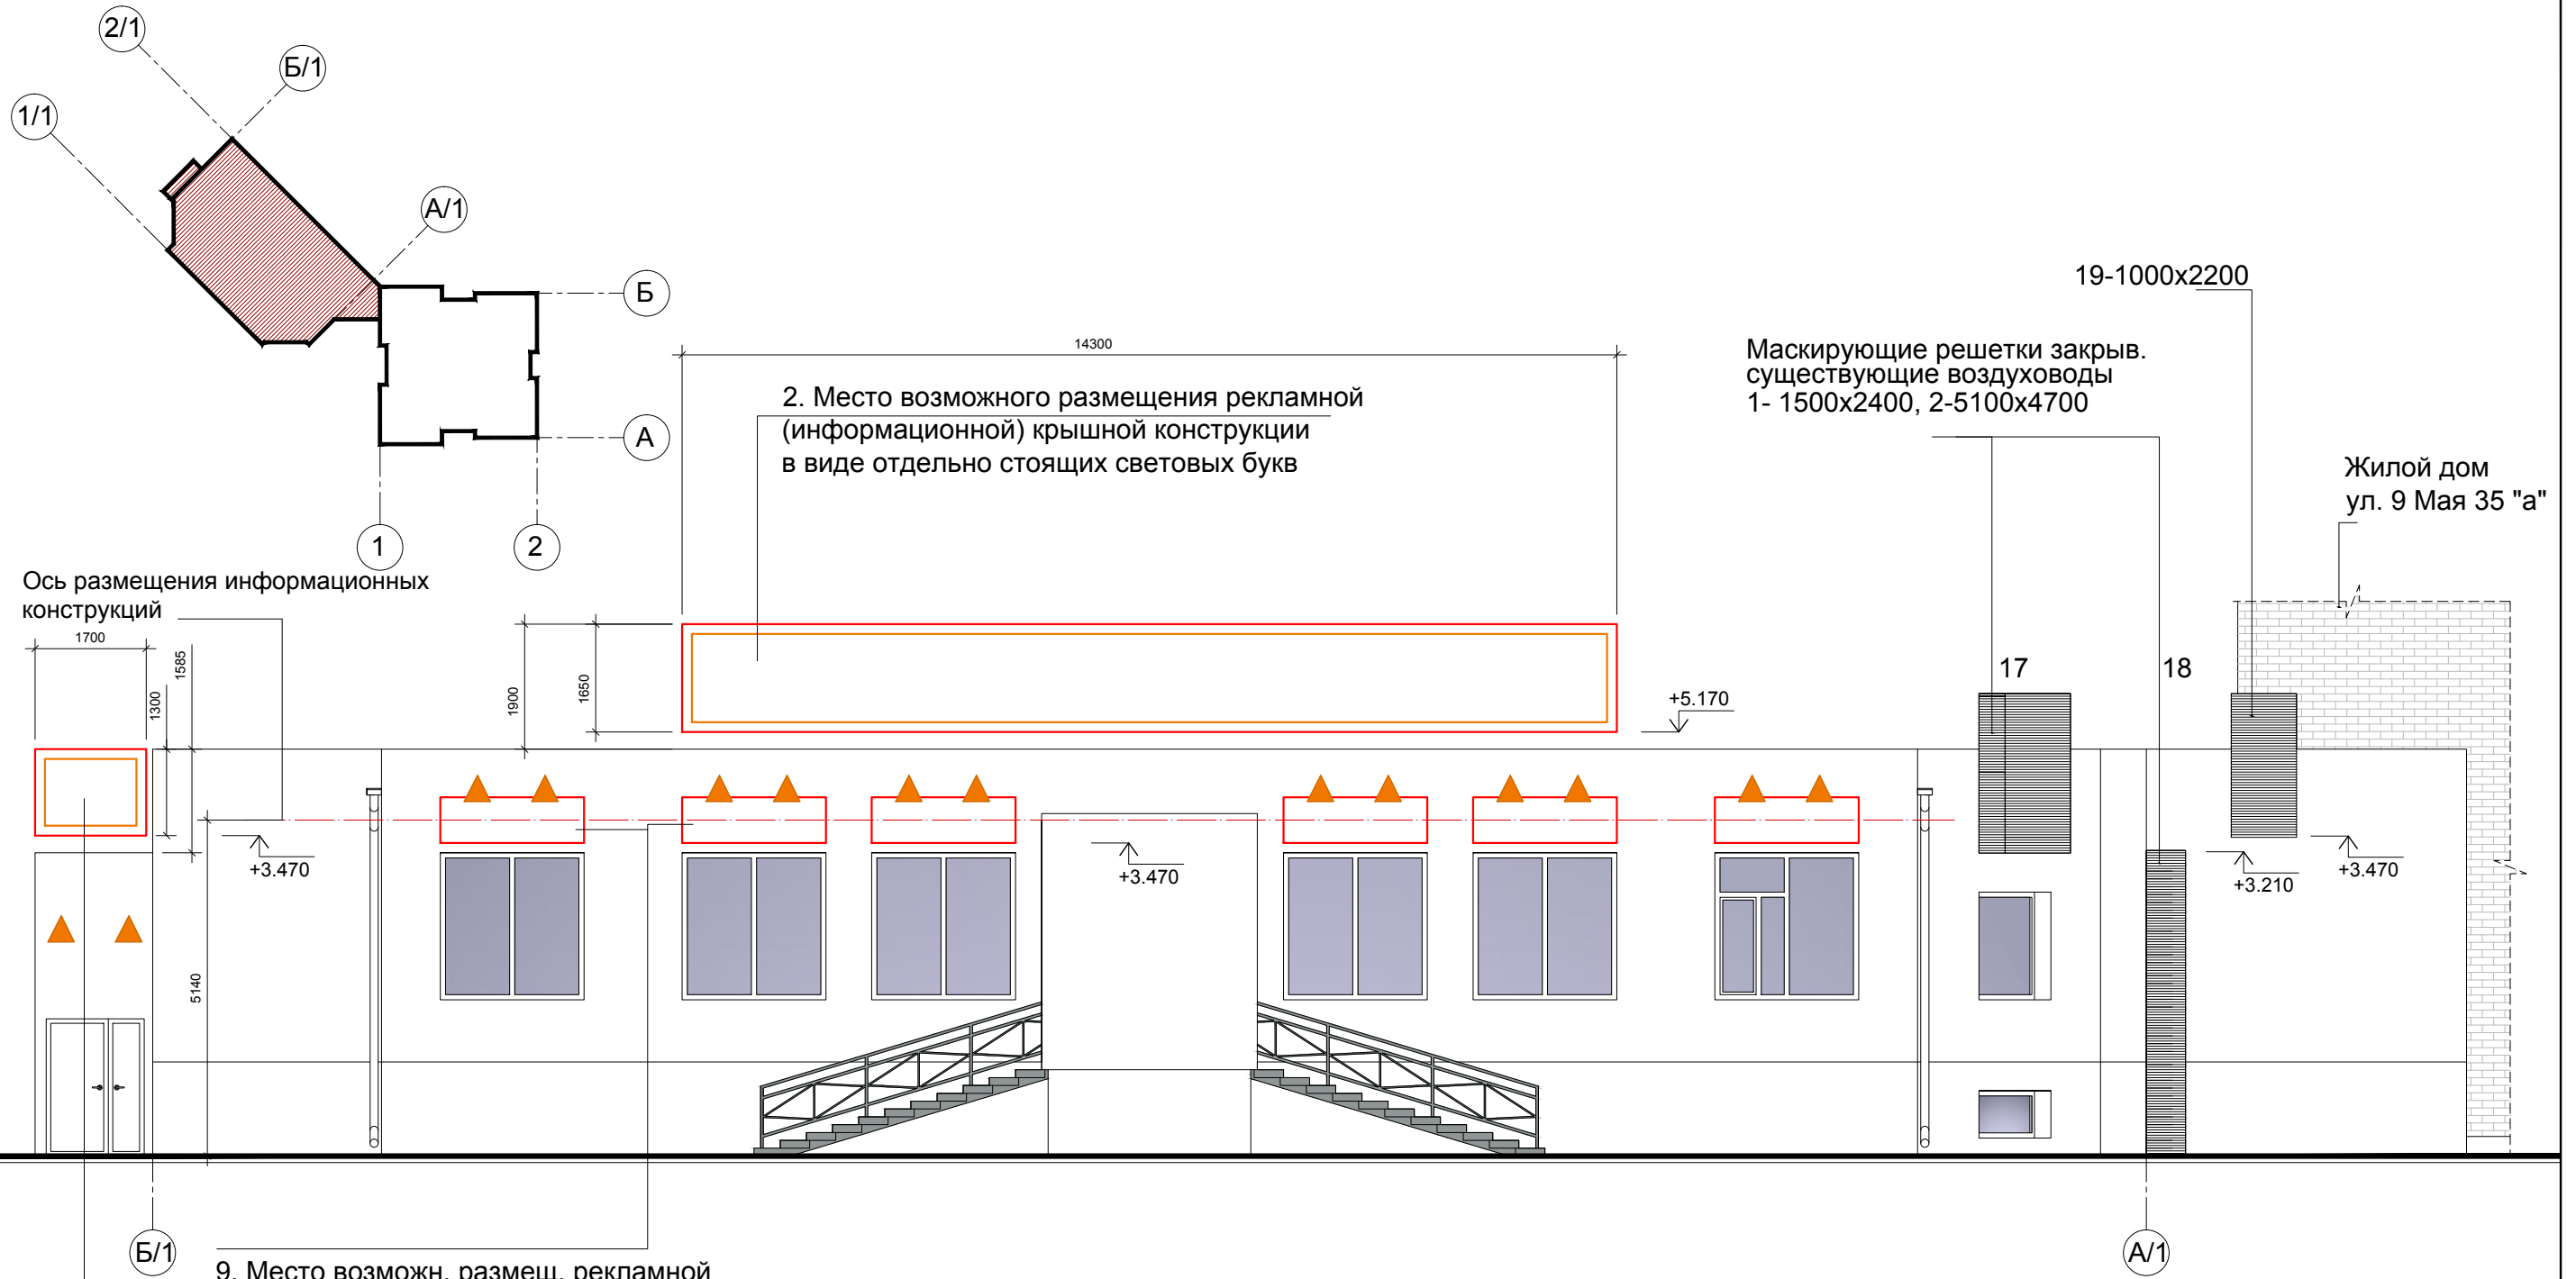 2/1
Б/1
1/1
А/1
Б
А
1
2
19-1000х2200
14300
Маскирующие решетки закрыв.
существующие воздуховоды
1- 1500х2400, 2-5100х4700
2. Место возможного размещения рекламной
(информационной) крышной конструкции
в виде отдельно стоящих световых букв
Жилой дом
ул. 9 Мая 35 "а"
Ось размещения информационных
конструкций
1700
1585
1300
1900
1650
+5.170
17
18
+3.470
+3.470
+3.210
+3.470
5140
Б/1
А/1
9. Место возможн. размещ. рекламной